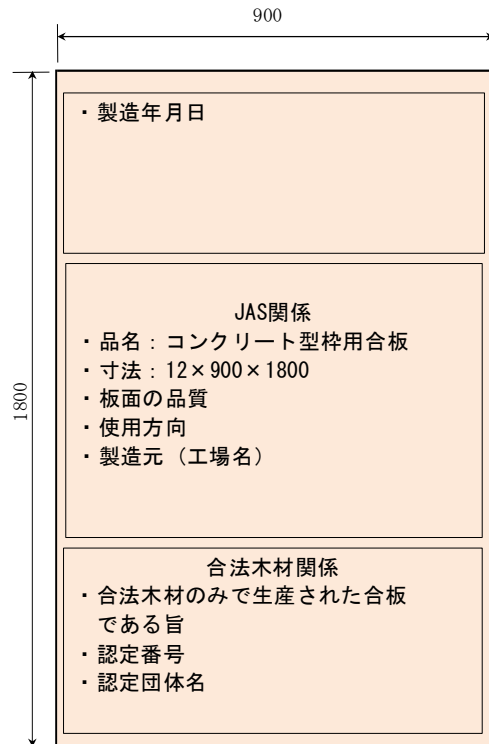 900
1800
・製造年月日
JAS関係
・品名：コンクリート型枠用合板
・寸法：12×900×1800
・板面の品質
・使用方向
・製造元（工場名）
合法木材関係
・合法木材のみで生産された合板
である旨
・認定番号
・認定団体名